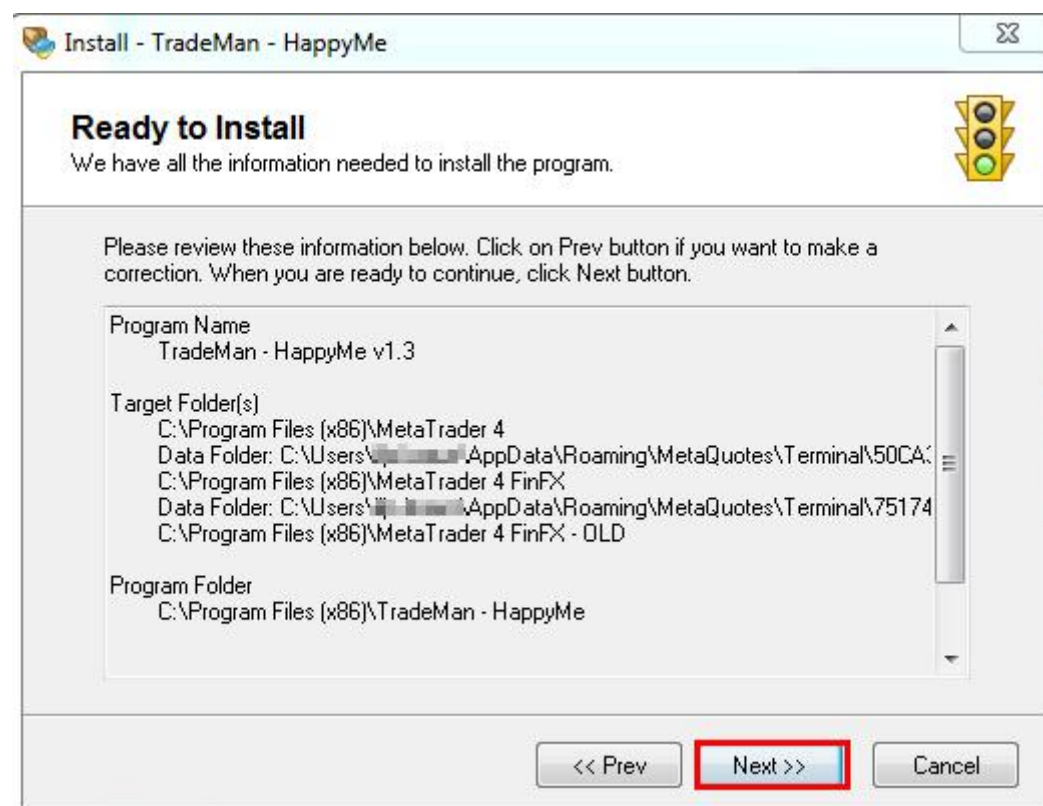 Install - TradeMan - HappyMe
Ready to Install
We have all the information needed to install the program.
Please review these information below. Click on Prev button if you want to make a
correction. When you are ready to continue, click Next button.
Program Name
TradeMan - HappyMe v1.3
Target Folder(s)
C:\Program Files (x86)\MetaTrader 4
Data Folder: C:\Users\ \AppData\Roaming\MetaQuotes\Terminal\50CA
C:\Program Files (x86)\MetaTrader 4 FinFX
Data Folder: C:\Users\ \AppData\Roaming\MetaQuotes\Terminal\75174
C:\Program Files (x86)\MetaTrader 4 FinFX - OLD
Program Folder
C:\Program Files (x86)\TradeMan - HappyMe
<< Prev
Next >>
Cancel